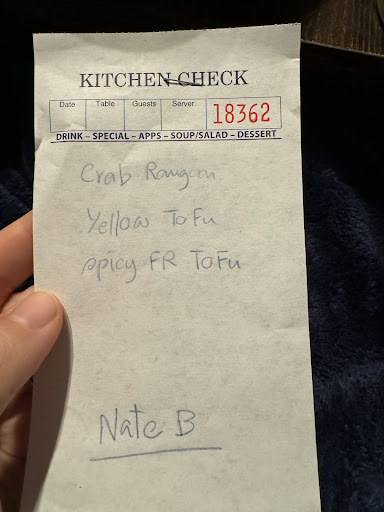 KITCHEN CHECK
Date Table Guests Server 18362
DRINK – SPECIAL – APPS – SOUP/SALAD – DESSERT
Crab Rangoon
Yellow ToFu
spicy FR ToFu
Nate B